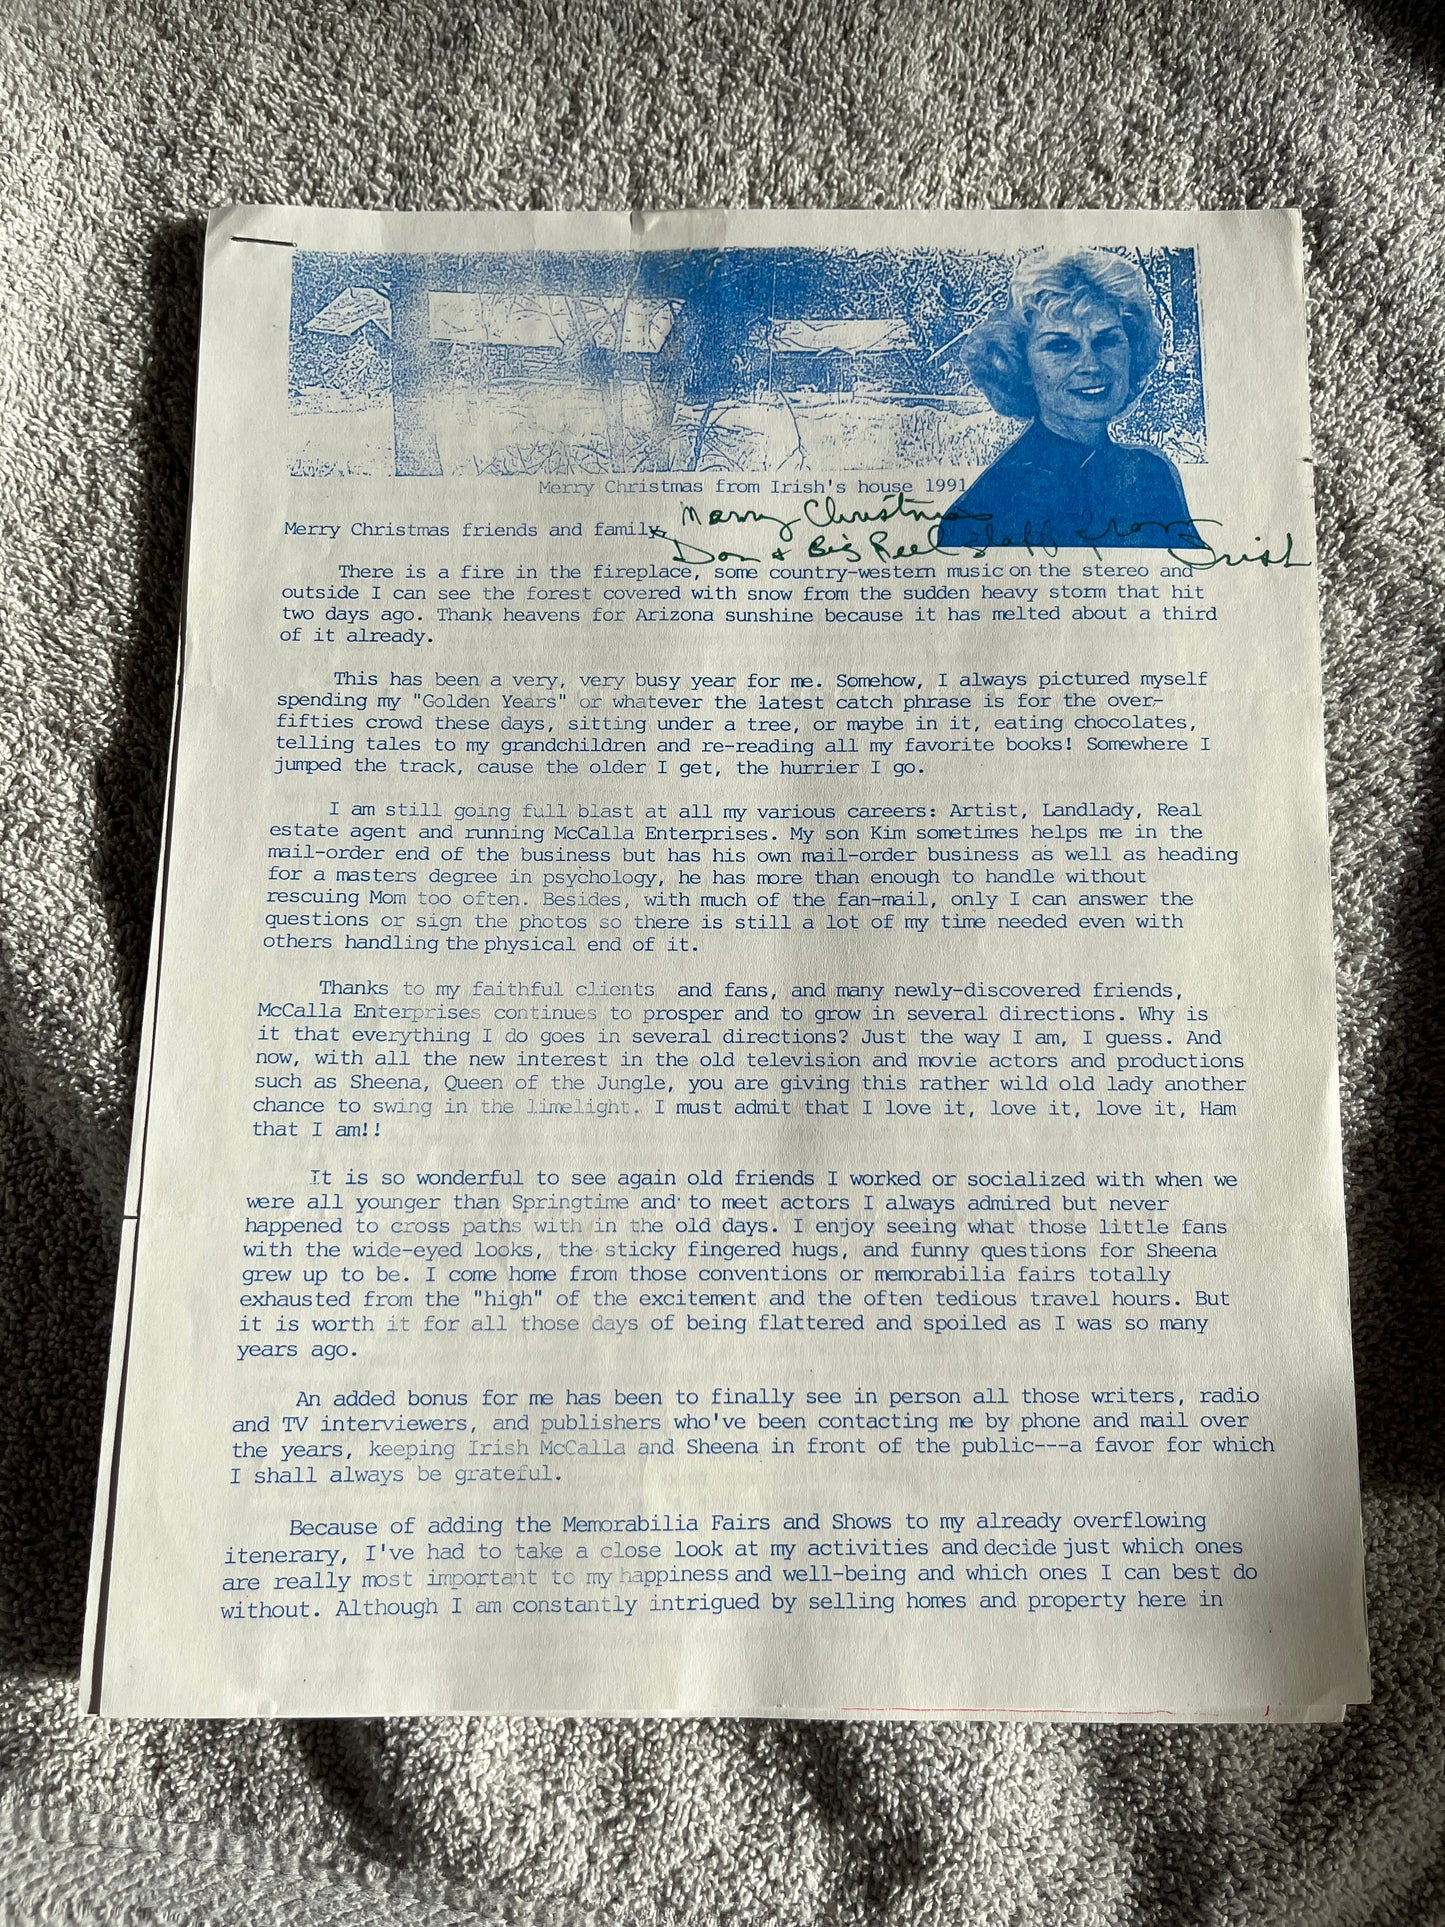 Merry Christmas from Irish's house 1991
Merry Christmas
Merry Christmas friends and family
Don & Big Reel staff from Irish
There is a fire in the fireplace, some country-western music on the stereo and
outside I can see the forest covered with snow from the sudden heavy storm that hit
two days ago. Thank heavens for Arizona sunshine because it has melted about a third
of it already.
This has been a very, very busy year for me. Somehow, I always pictured myself
spending my "Golden Years" or whatever the latest catch phrase is for the over-
fifties crowd these days, sitting under a tree, or maybe in it, eating chocolates,
telling tales to my grandchildren and re-reading all my favorite books! Somewhere I
jumped the track, cause the older I get, the hurrier I go.
I am still going full blast at all my various careers: Artist, Landlady, Real
estate agent and running McCalla Enterprises. My son Kim sometimes helps me in the
mail-order end of the business but has his own mail-order business as well as heading
for a masters degree in psychology, he has more than enough to handle without
rescuing Mom too often. Besides, with much of the fan-mail, only I can answer the
questions or sign the photos so there is still a lot of my time needed even with
others handling the physical end of it.
Thanks to my faithful clients and fans, and many newly-discovered friends,
McCalla Enterprises continues to prosper and to grow in several directions. Why is
it that everything I do goes in several directions? Just the way I am, I guess. And
now, with all the new interest in the old television and movie actors and productions
such as Sheena, Queen of the Jungle, you are giving this rather wild old lady another
chance to swing in the limelight. I must admit that I love it, love it, love it, Ham
that I am!!
It is so wonderful to see again old friends I worked or socialized with when we
were all younger than Springtime and to meet actors I always admired but never
happened to cross paths with in the old days. I enjoy seeing what those little fans
with the wide-eyed looks, the sticky fingered hugs, and funny questions for Sheena
grew up to be. I come home from those conventions or memorabilia fairs totally
exhausted from the "high" of the excitement and the often tedious travel hours. But
it is worth it for all those days of being flattered and spoiled as I was so many
years ago.
An added bonus for me has been to finally see in person all those writers, radio
and TV interviewers, and publishers who've been contacting me by phone and mail over
the years, keeping Irish McCalla and Sheena in front of the public---a favor for which
I shall always be grateful.
Because of adding the Memorabilia Fairs and Shows to my already overflowing
itenerary, I've had to take a close look at my activities and decide just which ones
are really most important to my happiness and well-being and which ones I can best do
without. Although I am constantly intrigued by selling homes and property here in